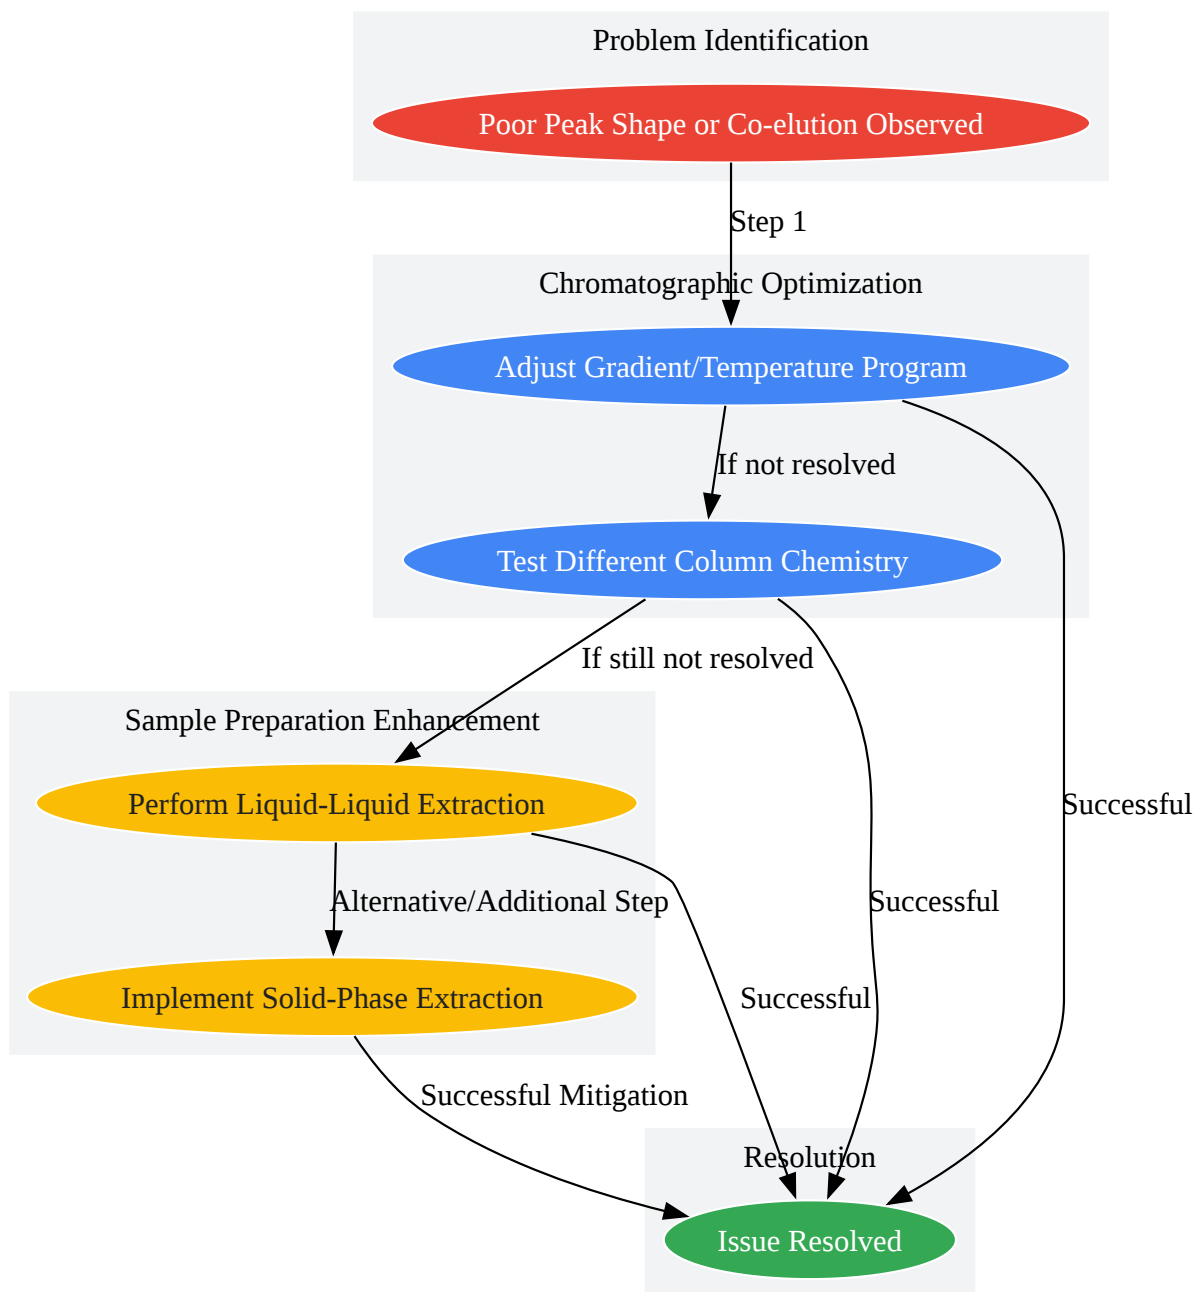 Problem Identification
Poor Peak Shape or Co-elution Observed
Step 1
Chromatographic Optimization
Adjust Gradient/Temperature Program
If not resolved
Test Different Column Chemistry
If still not resolved
Sample Preparation Enhancement
Perform Liquid-Liquid Extraction
Successful
Alternative/Additional Step
Successful
Implement Solid-Phase Extraction
Successful
Successful Mitigation
Resolution
Issue Resolved